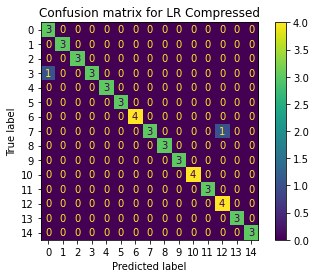 Confusion matrix for LR Compressed
True label
0 3 0 0 0 0 0 0 0 0 0 0 0 0 0 0
1 0 3 0 0 0 0 0 0 0 0 0 0 0 0 0
2 0 0 3 0 0 0 0 0 0 0 0 0 0 0 0
3 1 0 0 3 0 0 0 0 0 0 0 0 0 0 0
4 0 0 0 0 3 0 0 0 0 0 0 0 0 0 0
5 0 0 0 0 0 3 0 0 0 0 0 0 0 0 0
6 0 0 0 0 0 0 4 0 0 0 0 0 0 0 0
7 0 0 0 0 0 0 0 3 0 0 0 0 1 0 0
8 0 0 0 0 0 0 0 0 3 0 0 0 0 0 0
9 0 0 0 0 0 0 0 0 0 3 0 0 0 0 0
10 0 0 0 0 0 0 0 0 0 0 4 0 0 0 0
11 0 0 0 0 0 0 0 0 0 0 0 3 0 0 0
12 0 0 0 0 0 0 0 0 0 0 0 0 4 0 0
13 0 0 0 0 0 0 0 0 0 0 0 0 0 3 0
14 0 0 0 0 0 0 0 0 0 0 0 0 0 0 3
0 1 2 3 4 5 6 7 8 9 10 11 12 13 14
Predicted label
4.0
3.5
3.0
2.5
2.0
1.5
1.0
0.5
0.0